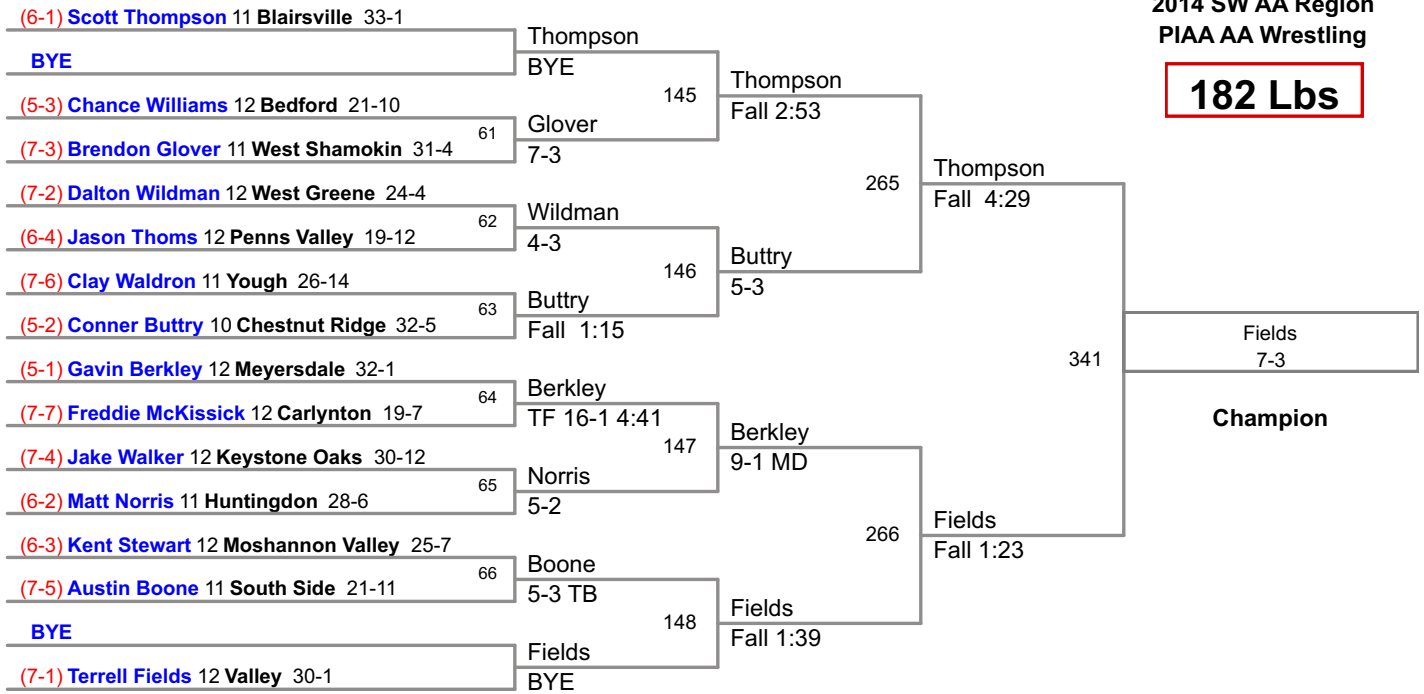 2014 SW AA Region
PIAA AA Wrestling
182 Lbs
(6-1) Scott Thompson 11 Blairsville 33-1
BYE
(5-3) Chance Williams 12 Bedford 21-10
(7-3) Brendon Glover 11 West Shamokin 31-4
(7-2) Dalton Wildman 12 West Greene 24-4
(6-4) Jason Thoms 12 Penns Valley 19-12
(7-6) Clay Waldron 11 Yough 26-14
(5-2) Conner Buttry 10 Chestnut Ridge 32-5
(5-1) Gavin Berkley 12 Meyersdale 32-1
(7-7) Freddie McKissick 12 Carlynton 19-7
(7-4) Jake Walker 12 Keystone Oaks 30-12
(6-2) Matt Norris 11 Huntingdon 28-6
(6-3) Kent Stewart 12 Moshannon Valley 25-7
(7-5) Austin Boone 11 South Side 21-11
BYE
(7-1) Terrell Fields 12 Valley 30-1
61
62
63
64
65
66
Thompson
BYE
Glover
7-3
Wildman
4-3
Buttry
Fall 1:15
Berkley
TF 16-1 4:41
Norris
5-2
Boone
5-3 TB
Fields
BYE
145
146
147
148
Thompson
Fall 2:53
Buttry
5-3
Berkley
9-1 MD
Fields
Fall 1:39
265
266
Thompson
Fall 4:29
Fields
Fall 1:23
341
Fields
7-3
Champion